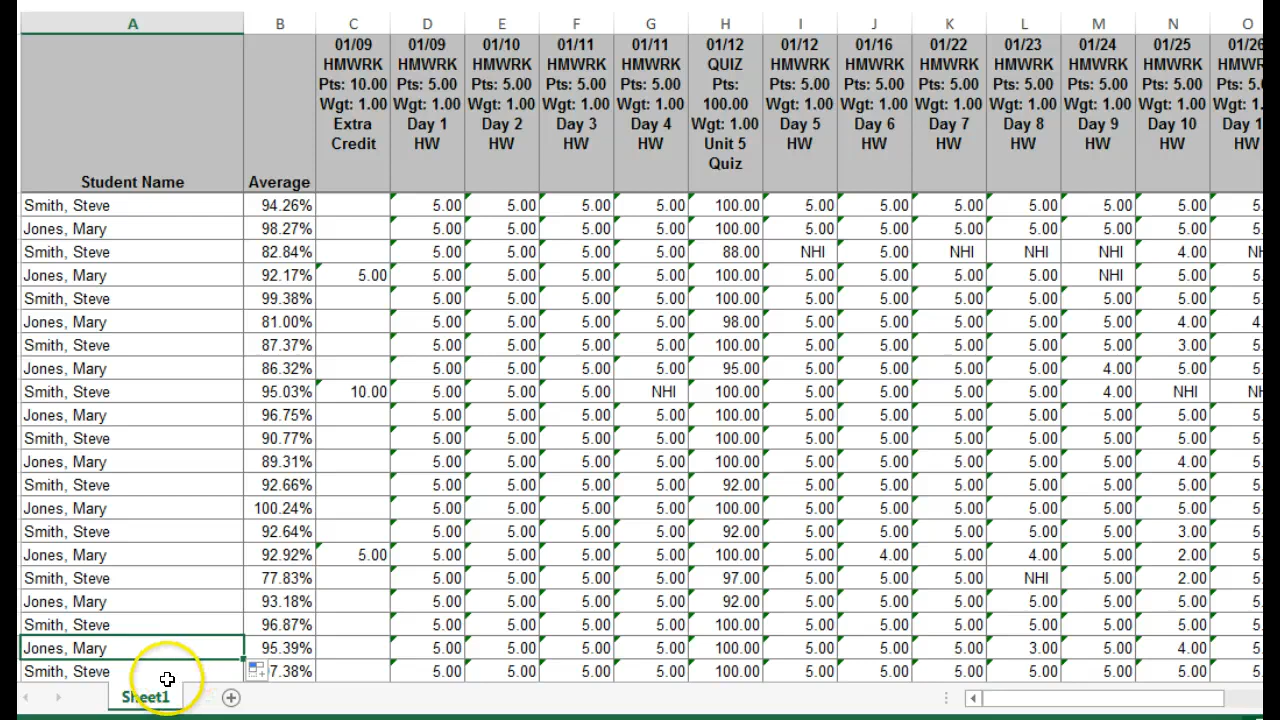 A B C D E F G H I J K L M N O
01/09 HMWRK Pts: 10.00 Wgt: 1.00 Extra Credit
01/09 HMWRK Pts: 5.00 Wgt: 1.00 Day 1 HW
01/10 HMWRK Pts: 5.00 Wgt: 1.00 Day 2 HW
01/11 HMWRK Pts: 5.00 Wgt: 1.00 Day 3 HW
01/11 HMWRK Pts: 5.00 Wgt: 1.00 Day 4 HW
01/12 QUIZ Pts: 100.00 Wgt: 1.00 Unit 5 Quiz
01/12 HMWRK Pts: 5.00 Wgt: 1.00 Day 5 HW
01/16 HMWRK Pts: 5.00 Wgt: 1.00 Day 6 HW
01/22 HMWRK Pts: 5.00 Wgt: 1.00 Day 7 HW
01/23 HMWRK Pts: 5.00 Wgt: 1.00 Day 8 HW
01/24 HMWRK Pts: 5.00 Wgt: 1.00 Day 9 HW
01/25 HMWRK Pts: 5.00 Wgt: 1.00 Day 10 HW
Student Name Average
Smith, Steve 94.26% 5.00 5.00 5.00 5.00 100.00 5.00 5.00 5.00 5.00 5.00 5.00
Jones, Mary 98.27% 5.00 5.00 5.00 5.00 100.00 5.00 5.00 5.00 5.00 5.00 5.00
Smith, Steve 82.84% 5.00 5.00 5.00 5.00 88.00 NHI 5.00 NHI NHI NHI 4.00
Jones, Mary 92.17% 5.00 5.00 5.00 5.00 5.00 100.00 5.00 5.00 5.00 5.00 NHI 5.00
Smith, Steve 99.38% 5.00 5.00 5.00 5.00 100.00 5.00 5.00 5.00 5.00 5.00 5.00
Jones, Mary 81.00% 5.00 5.00 5.00 5.00 98.00 5.00 5.00 5.00 5.00 5.00 4.00
Smith, Steve 87.37% 5.00 5.00 5.00 5.00 100.00 5.00 5.00 5.00 5.00 5.00 3.00
Jones, Mary 86.32% 5.00 5.00 5.00 5.00 95.00 5.00 5.00 5.00 5.00 4.00 5.00
Smith, Steve 95.03% 10.00 5.00 5.00 5.00 NHI 100.00 5.00 5.00 5.00 5.00 4.00 NHI
Jones, Mary 96.75% 5.00 5.00 5.00 5.00 100.00 5.00 5.00 5.00 5.00 5.00 5.00
Smith, Steve 90.77% 5.00 5.00 5.00 5.00 100.00 5.00 5.00 5.00 5.00 5.00 5.00
Jones, Mary 89.31% 5.00 5.00 5.00 5.00 100.00 5.00 5.00 5.00 5.00 5.00 4.00
Smith, Steve 92.66% 5.00 5.00 5.00 5.00 92.00 5.00 5.00 5.00 5.00 5.00 5.00
Jones, Mary 100.24% 5.00 5.00 5.00 5.00 100.00 5.00 5.00 5.00 5.00 5.00 5.00
Smith, Steve 92.64% 5.00 5.00 5.00 5.00 92.00 5.00 5.00 5.00 5.00 5.00 3.00
Jones, Mary 92.92% 5.00 5.00 5.00 5.00 5.00 100.00 5.00 4.00 5.00 4.00 5.00 2.00
Smith, Steve 77.83% 5.00 5.00 5.00 5.00 97.00 5.00 5.00 5.00 NHI 5.00 2.00
Jones, Mary 93.18% 5.00 5.00 5.00 5.00 92.00 5.00 5.00 5.00 5.00 5.00 5.00
Smith, Steve 96.87% 5.00 5.00 5.00 5.00 100.00 5.00 5.00 5.00 5.00 5.00 5.00
Jones, Mary 95.39% 5.00 5.00 5.00 5.00 100.00 5.00 5.00 5.00 3.00 5.00 4.00
Smith, Steve 7.38% 5.00 5.00 5.00 5.00 100.00 5.00 5.00 5.00 5.00 5.00 5.00
Sheet1